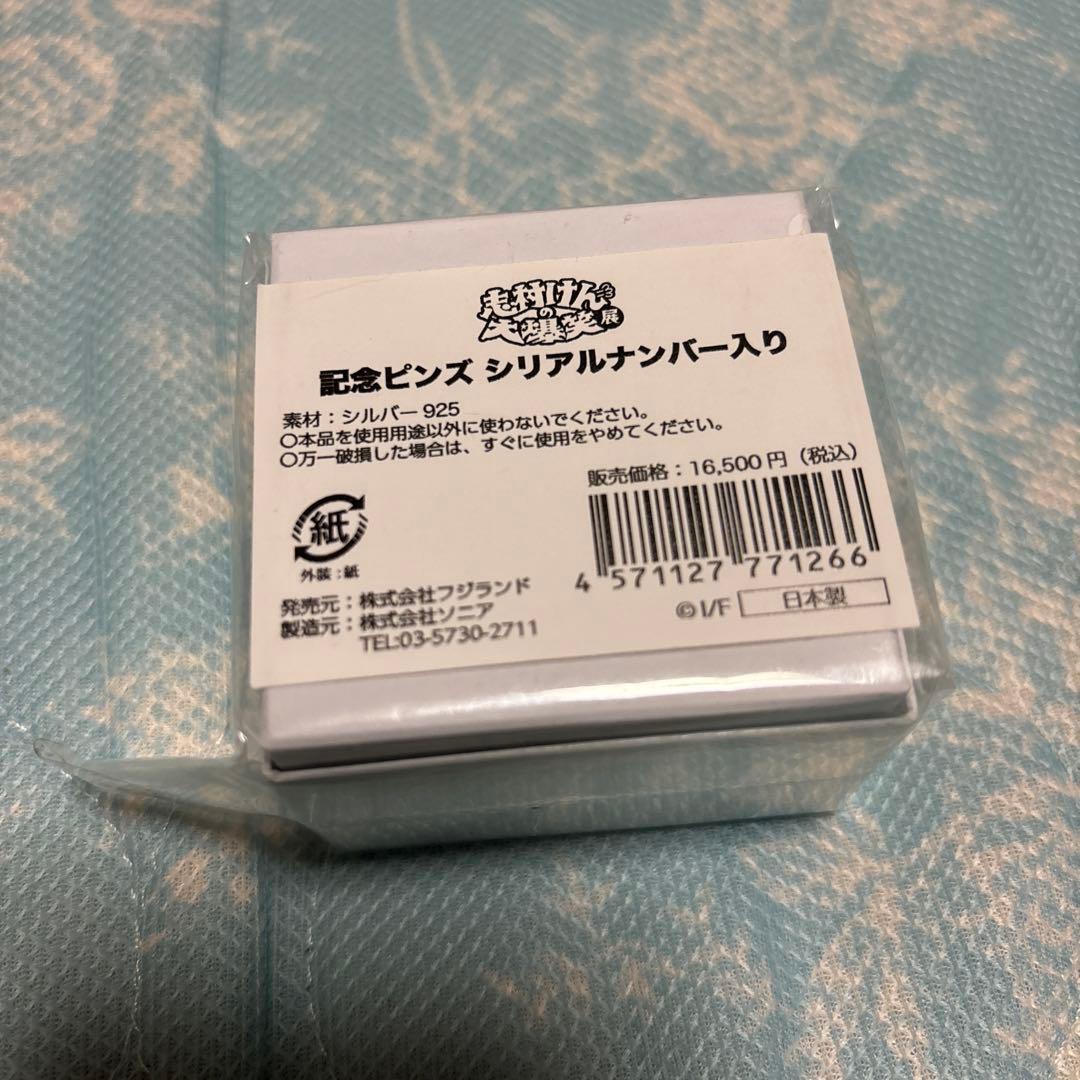 志村けん
の
大爆笑展
記念ピンズ シリアルナンバー入り
素材：シルバー925
○本品を使用用途以外に使わないでください。
○万一破損した場合は、すぐに使用をやめてください。
販売価格：16,500円（税込）
4 571127 771266
紙
外装：紙
発売元：株式会社フジランド
製造元：株式会社ソニア
TEL:03-5730-2711
©I/F 日本製